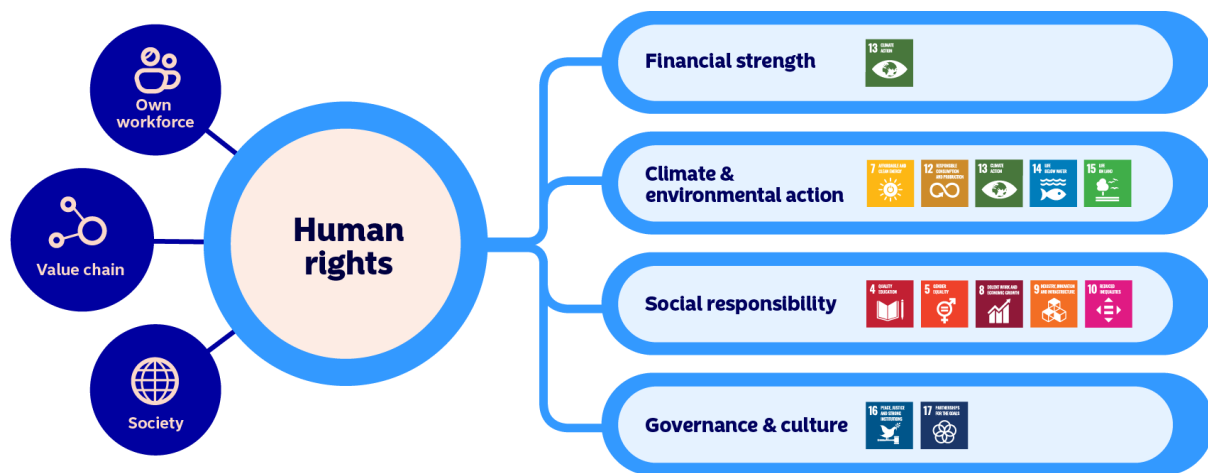 Own
workforce
Value chain
Society
Human
rights
Financial strength
13 CLIMATE
ACTION
Climate &
environmental action
7 AFFORDABLE AND
CLEAN ENERGY
12 RESPONSIBLE
CONSUMPTION
AND PRODUCTION
13 CLIMATE
ACTION
14 LIFE
BELOW WATER
15 LIFE
ON LAND
Social responsibility
4 QUALITY
EDUCATION
5 GENDER
EQUALITY
8 DECENT WORK AND
ECONOMIC GROWTH
9 INDUSTRY, INNOVATION
AND INFRASTRUCTURE
10 REDUCED
INEQUALITIES
Governance & culture
16 PEACE, JUSTICE
AND STRONG
INSTITUTIONS
17 PARTNERSHIPS
FOR THE GOALS